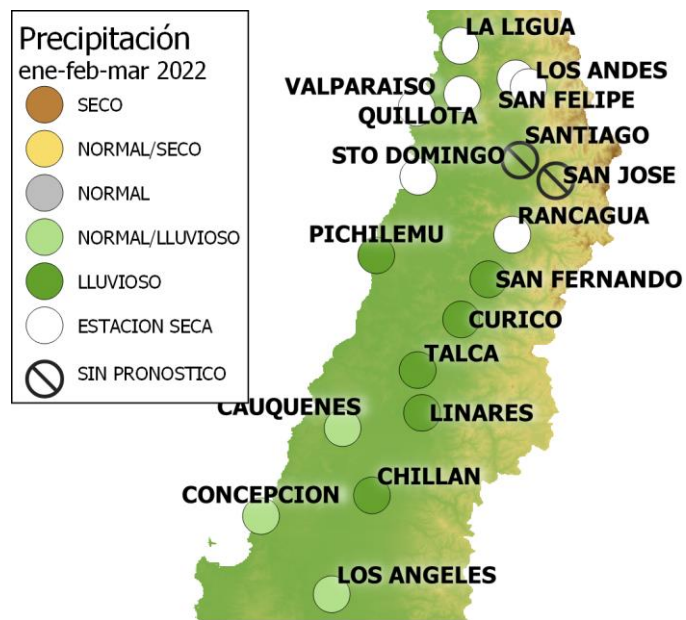 Precipitación
ene-feb-mar 2022
SECO
NORMAL/SECO
NORMAL
NORMAL/LLUVIOSO
LLUVIOSO
ESTACION SECA
SIN PRONOSTICO
LA LIGUA
LOS ANDES
VALPARAISO
SAN FELIPE
QUILLOTA
SANTIAGO
STO DOMINGO
SAN JOSE
RANCAGUA
PICHILEMU
SAN FERNANDO
CURICO
TALCA
CAUQUENES
LINARES
CHILLAN
CONCEPCION
LOS ANGELES